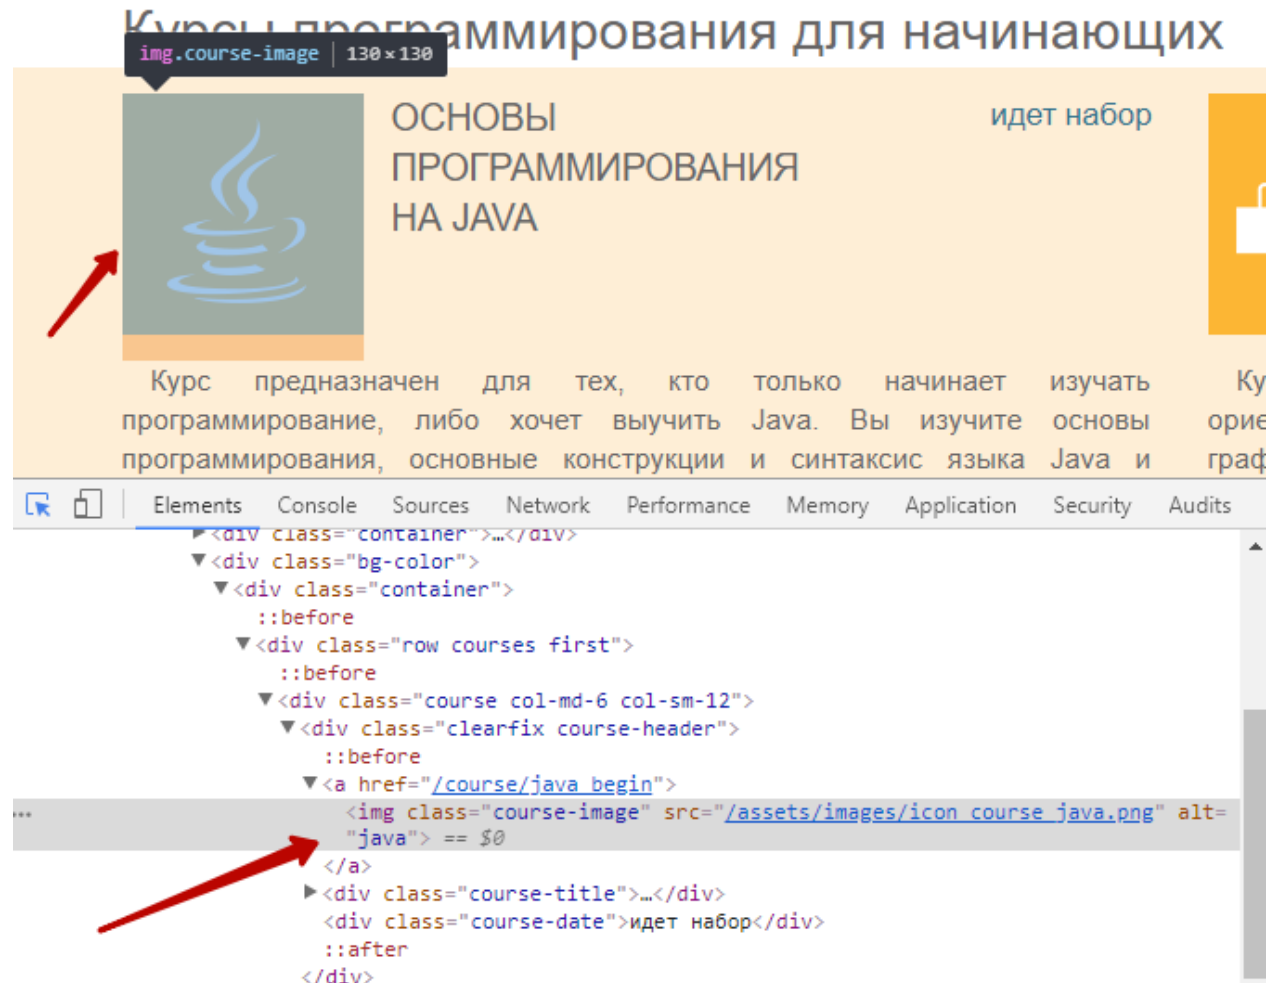 Курсы программирования для начинающих
img.course-image | 130×130
ОСНОВЫ
ПРОГРАММИРОВАНИЯ
НА JAVA
идет набор
Курс предназначен для тех, кто только начинает изучать
программирование, либо хочет выучить Java. Вы изучите основы
программирования, основные конструкции и синтаксис языка Java и
Ку
орие
граф
Elements Console Sources Network Performance Memory Application Security Audits
▶<div class="container">…</div>
▼<div class="bg-color">
▼<div class="container">
::before
▼<div class="row courses first">
::before
▼<div class="course col-md-6 col-sm-12">
▼<div class="clearfix course-header">
::before
▼<a href="/course/java_begin">
<img class="course-image" src="/assets/images/icon_course_java.png" alt=
"java"> == $0
</a>
▶<div class="course-title">…</div>
<div class="course-date">идет набор</div>
::after
</div>